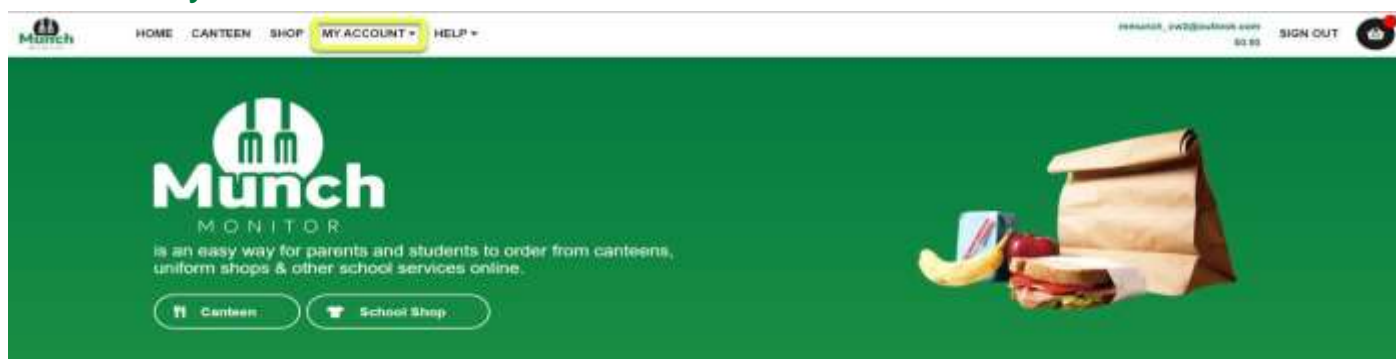 Munch
HOME CANTEEN SHOP MY ACCOUNT HELP
SIGN OUT
Munch
MONITOR
is an easy way for parents and students to order from canteens,
uniform shops & other school services online.
Canteen
School Shop